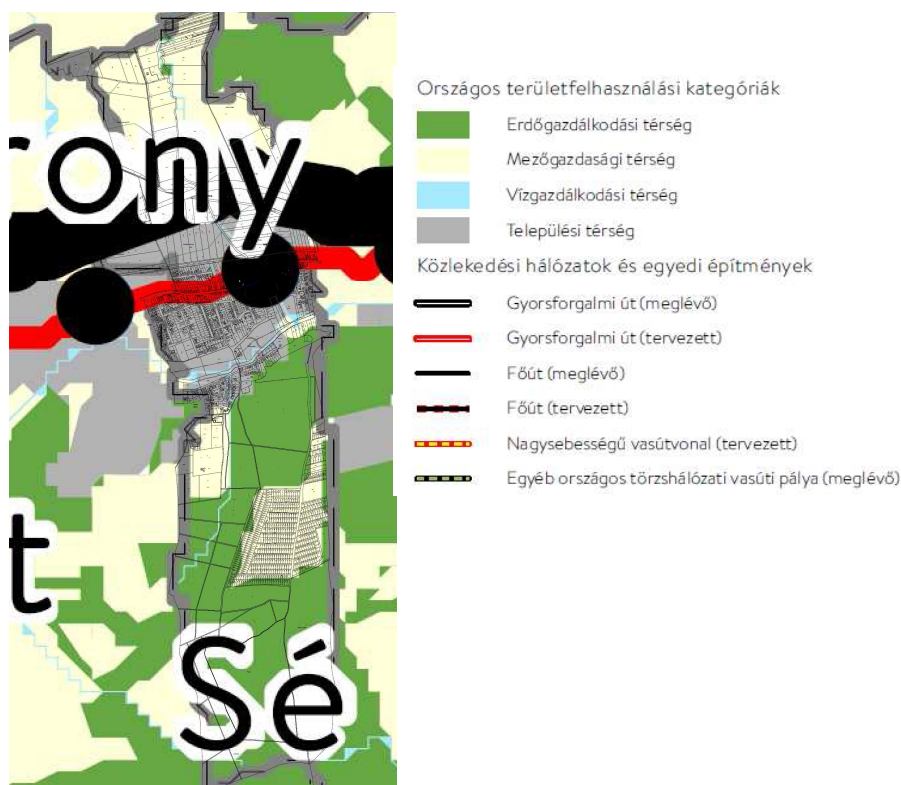 rony
t
Sé
Országos területfelhasználási kategóriák
Erdőgazdálkodási térség
Mezőgazdasági térség
Vízgazdálkodási térség
Települési térség
Közlekedési hálózatok és egyedi építmények
Gyorsforgalmi út (meglévő)
Gyorsforgalmi út (tervezett)
Főút (meglévő)
Főút (tervezett)
Nagysebességű vasútvonal (tervezett)
Egyéb országos törzshálózati vasúti pálya (meglévő)